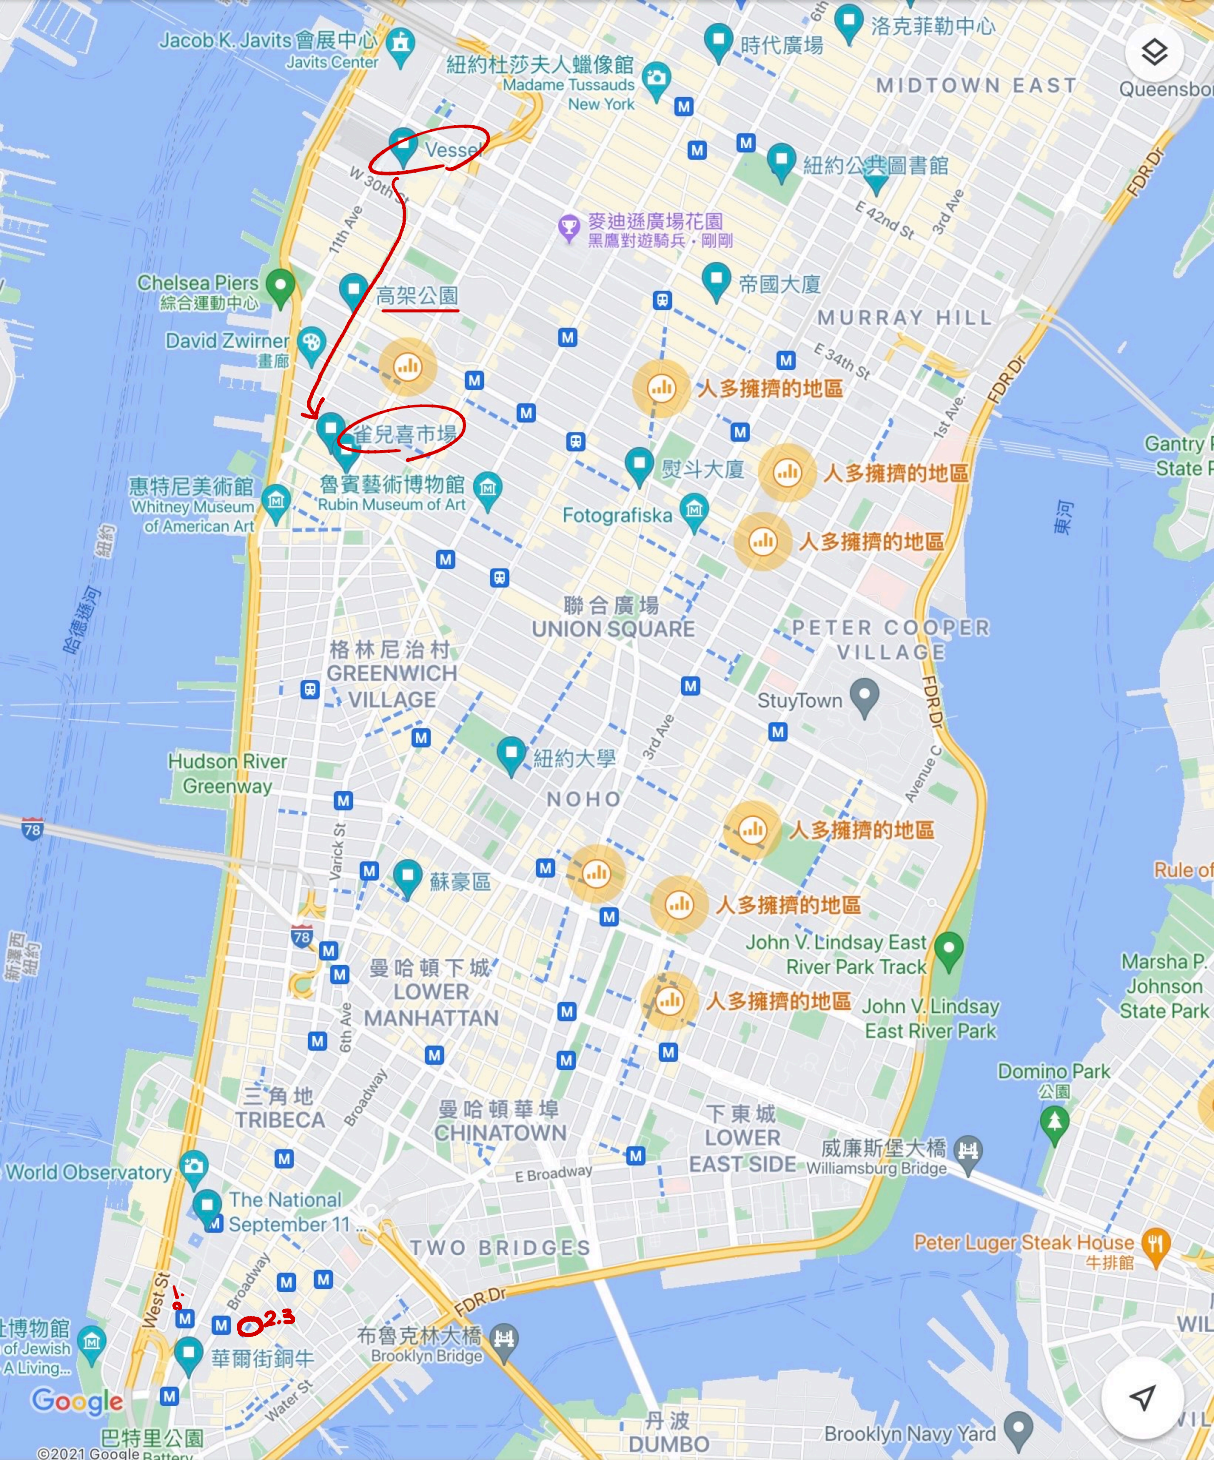 6th
洛克菲勒中心
Jacob K. Javits 會展中心
Javits Center
時代廣場
紐約杜莎夫人蠟像館
Madame Tussauds
New York
MIDTOWN EAST
Queensbor
Vessel
紐約公共圖書館
FDR Dr
W 30th St
11th Ave
E 42nd St
3rd Ave
麥迪遜廣場花園
黑鷹對遊騎兵・剛剛
Chelsea Piers
綜合運動中心
高架公園
帝國大廈
MURRAY HILL
David Zwirner
畫廊
E 34th St
FDR Dr
人多擁擠的地區
1st Ave.
雀兒喜市場
Gantry P
State P
熨斗大廈
人多擁擠的地區
惠特尼美術館
Whitney Museum
of American Art
魯賓藝術博物館
Rubin Museum of Art
Fotografiska
人多擁擠的地區
東河
紐約
哈德遜河
聯合廣場
UNION SQUARE
PETER COOPER
VILLAGE
格林尼治村
GREENWICH
VILLAGE
StuyTown
FDR Dr
3rd Ave
Hudson River
Greenway
紐約大學
Avenue C
NOHO
78
Varick St
人多擁擠的地區
蘇豪區
Rule of
人多擁擠的地區
78
新澤西
紐約
曼哈頓下城
LOWER
MANHATTAN
John V. Lindsay East
River Park Track
Marsha P.
Johnson
State Park
人多擁擠的地區
John V. Lindsay
East River Park
6th Ave
Domino Park
公園
三角地
TRIBECA
Broadway
曼哈頓華埠
CHINATOWN
下東城
LOWER
EAST SIDE
威廉斯堡大橋
Williamsburg Bridge
World Observatory
E Broadway
The National
September 11 ...
TWO BRIDGES
Peter Luger Steak House
牛排館
West St
Broadway
FDR Dr
2.3
社博物館
of Jewish
A Living...
華爾街銅牛
布魯克林大橋
Brooklyn Bridge
WIL
Google
Water St
巴特里公園
Battery
©2021 Google
丹波
DUMBO
Brooklyn Navy Yard
WIL